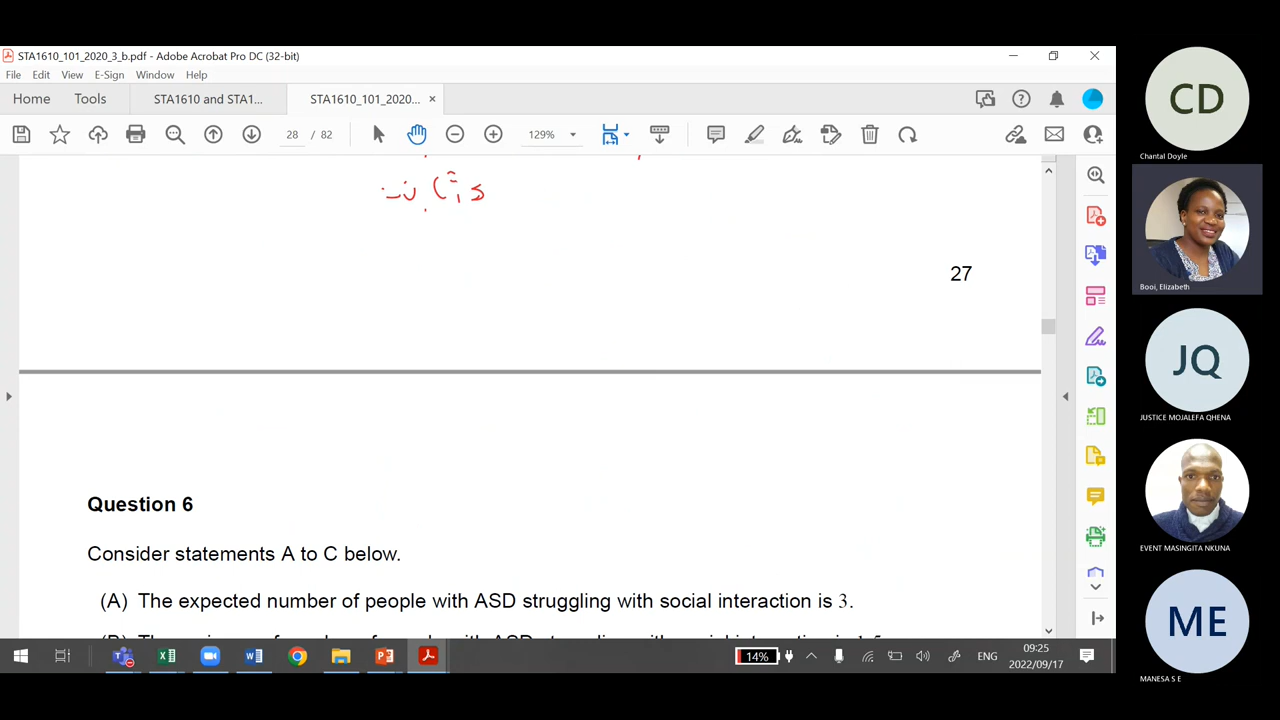 STA1610_101_2020_3_b.pdf - Adobe Acrobat Pro DC (32-bit)
File Edit View E-Sign Window Help
Home Tools STA1610 and STA1... STA1610_101_2020... ×
28 / 82 129%
27
Question 6
Consider statements A to C below.
(A) The expected number of people with ASD struggling with social interaction is 3.
14% ENG 09:25 2022/09/17
CD
Chantal Doyle
Booi, Elizabeth
JQ
JUSTICE MOJALEFA QHENA
EVENT MASINGITA NKUNA
ME
MANESA S E